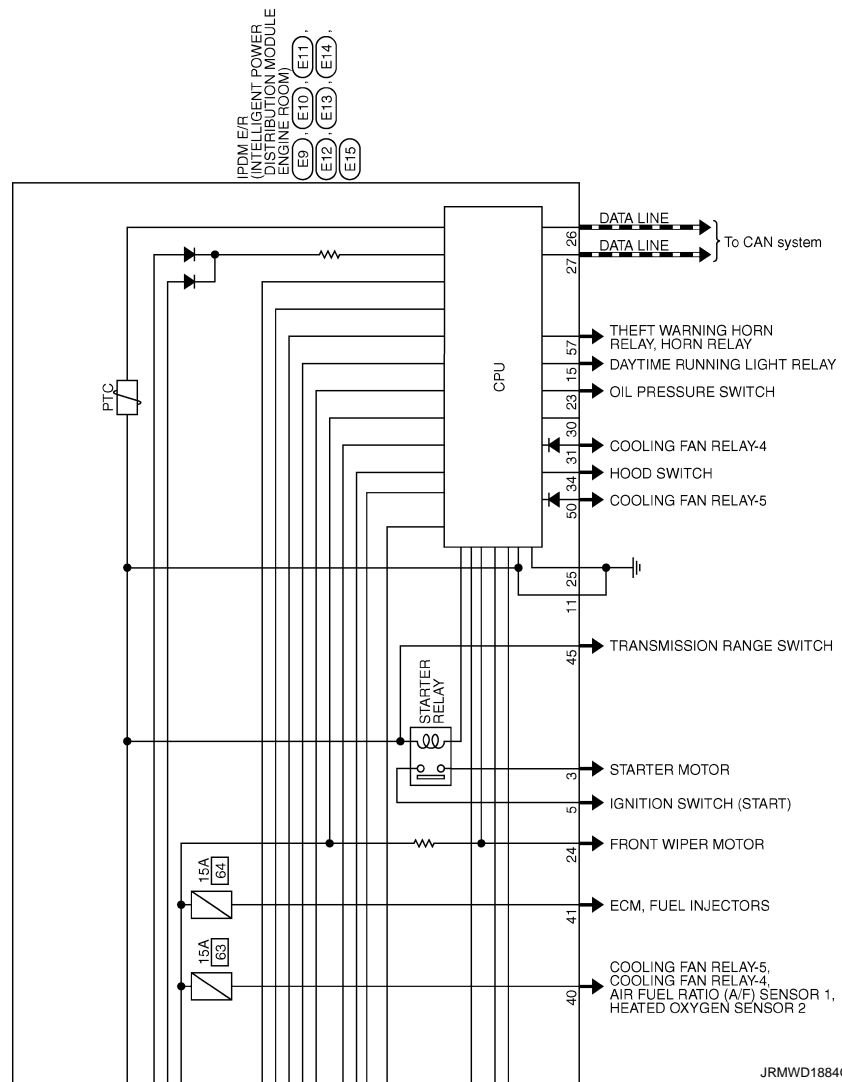 IPDM E/R
(INTELLIGENT POWER
DISTRIBUTION MODULE
ENGINE ROOM)
E9 , E10 , E11 ,
E12 , E13 , E14 ,
E15
CPU
26 DATA LINE
27 DATA LINE
To CAN system
57 THEFT WARNING HORN
RELAY, HORN RELAY
15 DAYTIME RUNNING LIGHT RELAY
23 OIL PRESSURE SWITCH
30
31 COOLING FAN RELAY-4
34 HOOD SWITCH
50 COOLING FAN RELAY-5
PTC
25
11
45 TRANSMISSION RANGE SWITCH
STARTER
RELAY
3 STARTER MOTOR
5 IGNITION SWITCH (START)
24 FRONT WIPER MOTOR
15A
64
41 ECM, FUEL INJECTORS
15A
63
40 COOLING FAN RELAY-5,
COOLING FAN RELAY-4,
AIR FUEL RATIO (A/F) SENSOR 1,
HEATED OXYGEN SENSOR 2